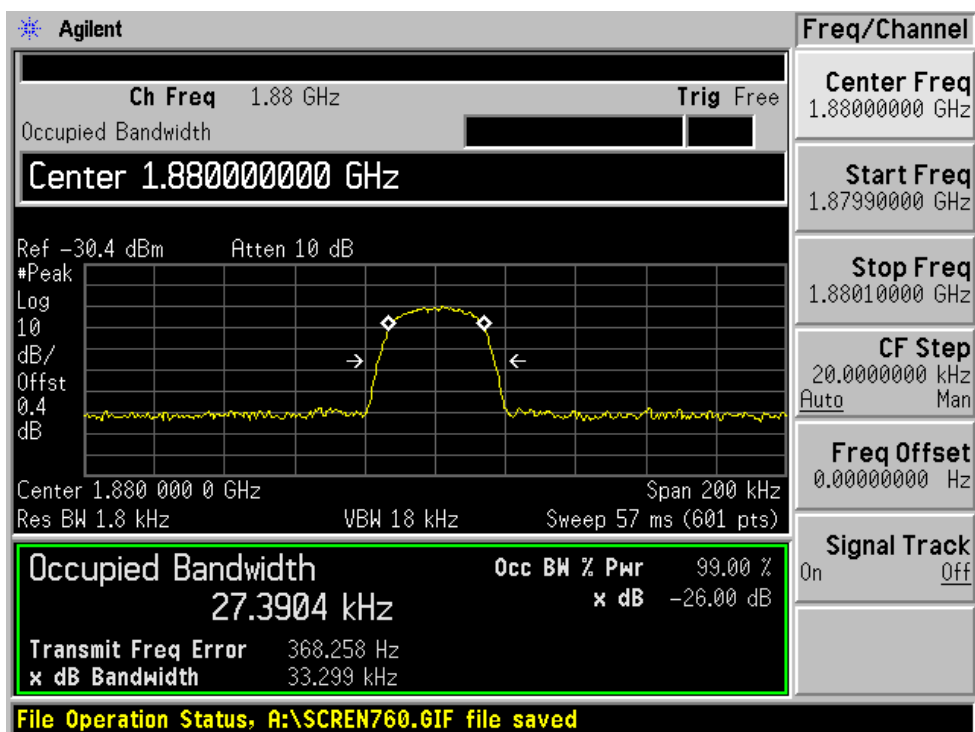 Agilent
Freq/Channel
Ch Freq 1.88 GHz Trig Free
Occupied Bandwidth
Center 1.880000000 GHz
Ref -30.4 dBm Atten 10 dB
#Peak
Log
10
dB/
Offst
0.4
dB
Center 1.880 000 0 GHz Span 200 kHz
Res BW 1.8 kHz VBW 18 kHz Sweep 57 ms (601 pts)
Occupied Bandwidth
27.3904 kHz
Occ BW % Pwr 99.00 %
x dB -26.00 dB
Transmit Freq Error 368.258 Hz
x dB Bandwidth 33.299 kHz
File Operation Status, A:\SCREN760.GIF file saved
Center Freq
1.88000000 GHz
Start Freq
1.87990000 GHz
Stop Freq
1.88010000 GHz
CF Step
20.0000000 kHz
Auto Man
Freq Offset
0.00000000 Hz
Signal Track
On Off